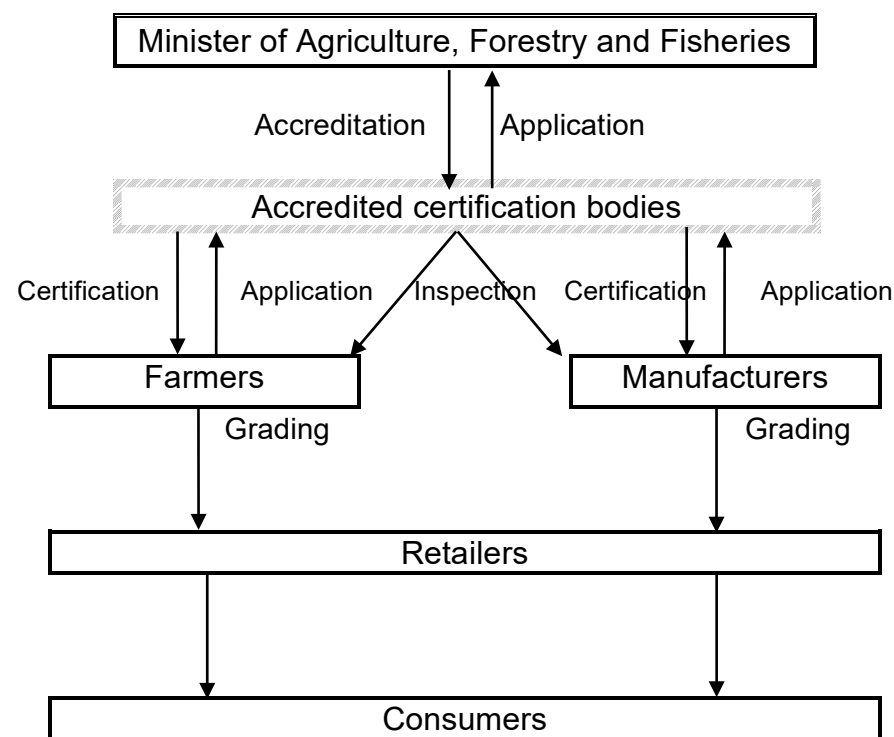 Minister of Agriculture, Forestry and Fisheries
Accreditation
Application
Accredited certification bodies
Certification
Application
Inspection
Certification
Application
Farmers
Manufacturers
Grading
Grading
Retailers
Consumers